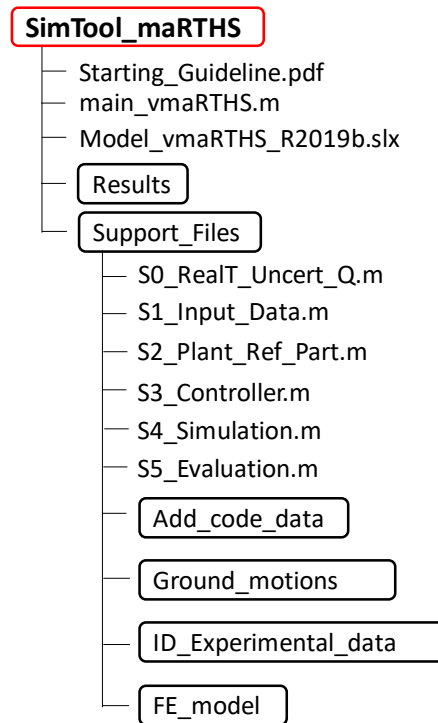 SimTool_maRTHS
Starting_Guideline.pdf
main_vmaRTHS.m
Model_vmaRTHS_R2019b.slx
Results
Support_Files
S0_RealT_Uncert_Q.m
S1_Input_Data.m
S2_Plant_Ref_Part.m
S3_Controller.m
S4_Simulation.m
S5_Evaluation.m
Add_code_data
Ground_motions
ID_Experimental_data
FE_model